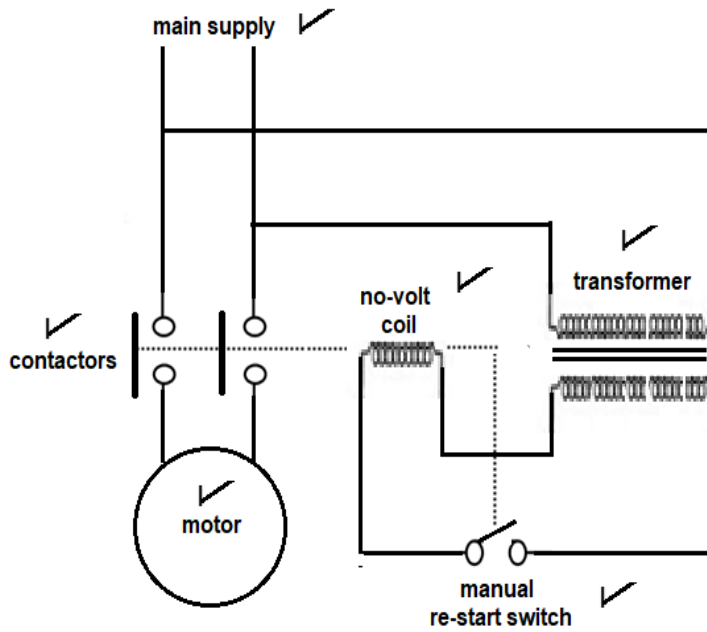 main supply
transformer
no-volt
coil
contactors
motor
manual
re-start switch